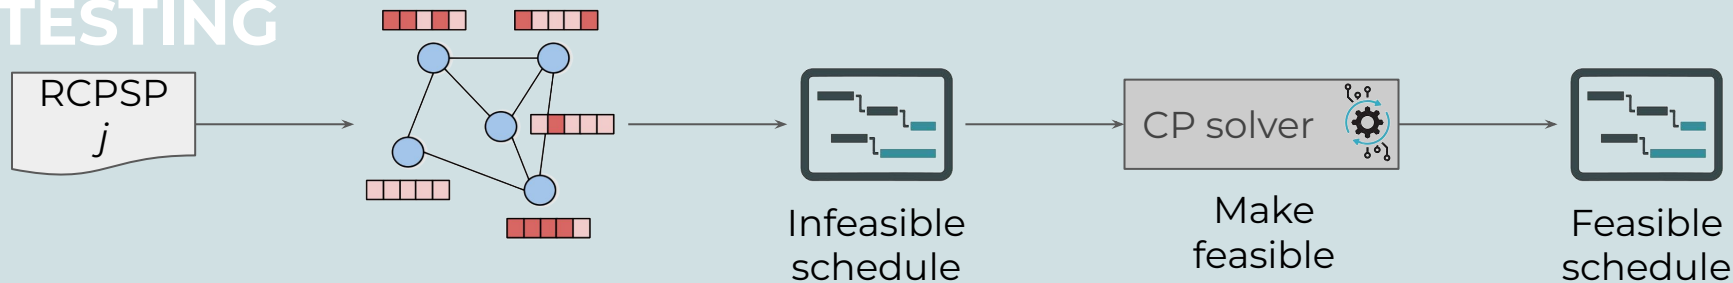 TESTING
RCPSP
j
CP solver
Infeasible
schedule
Make
feasible
Feasible
schedule